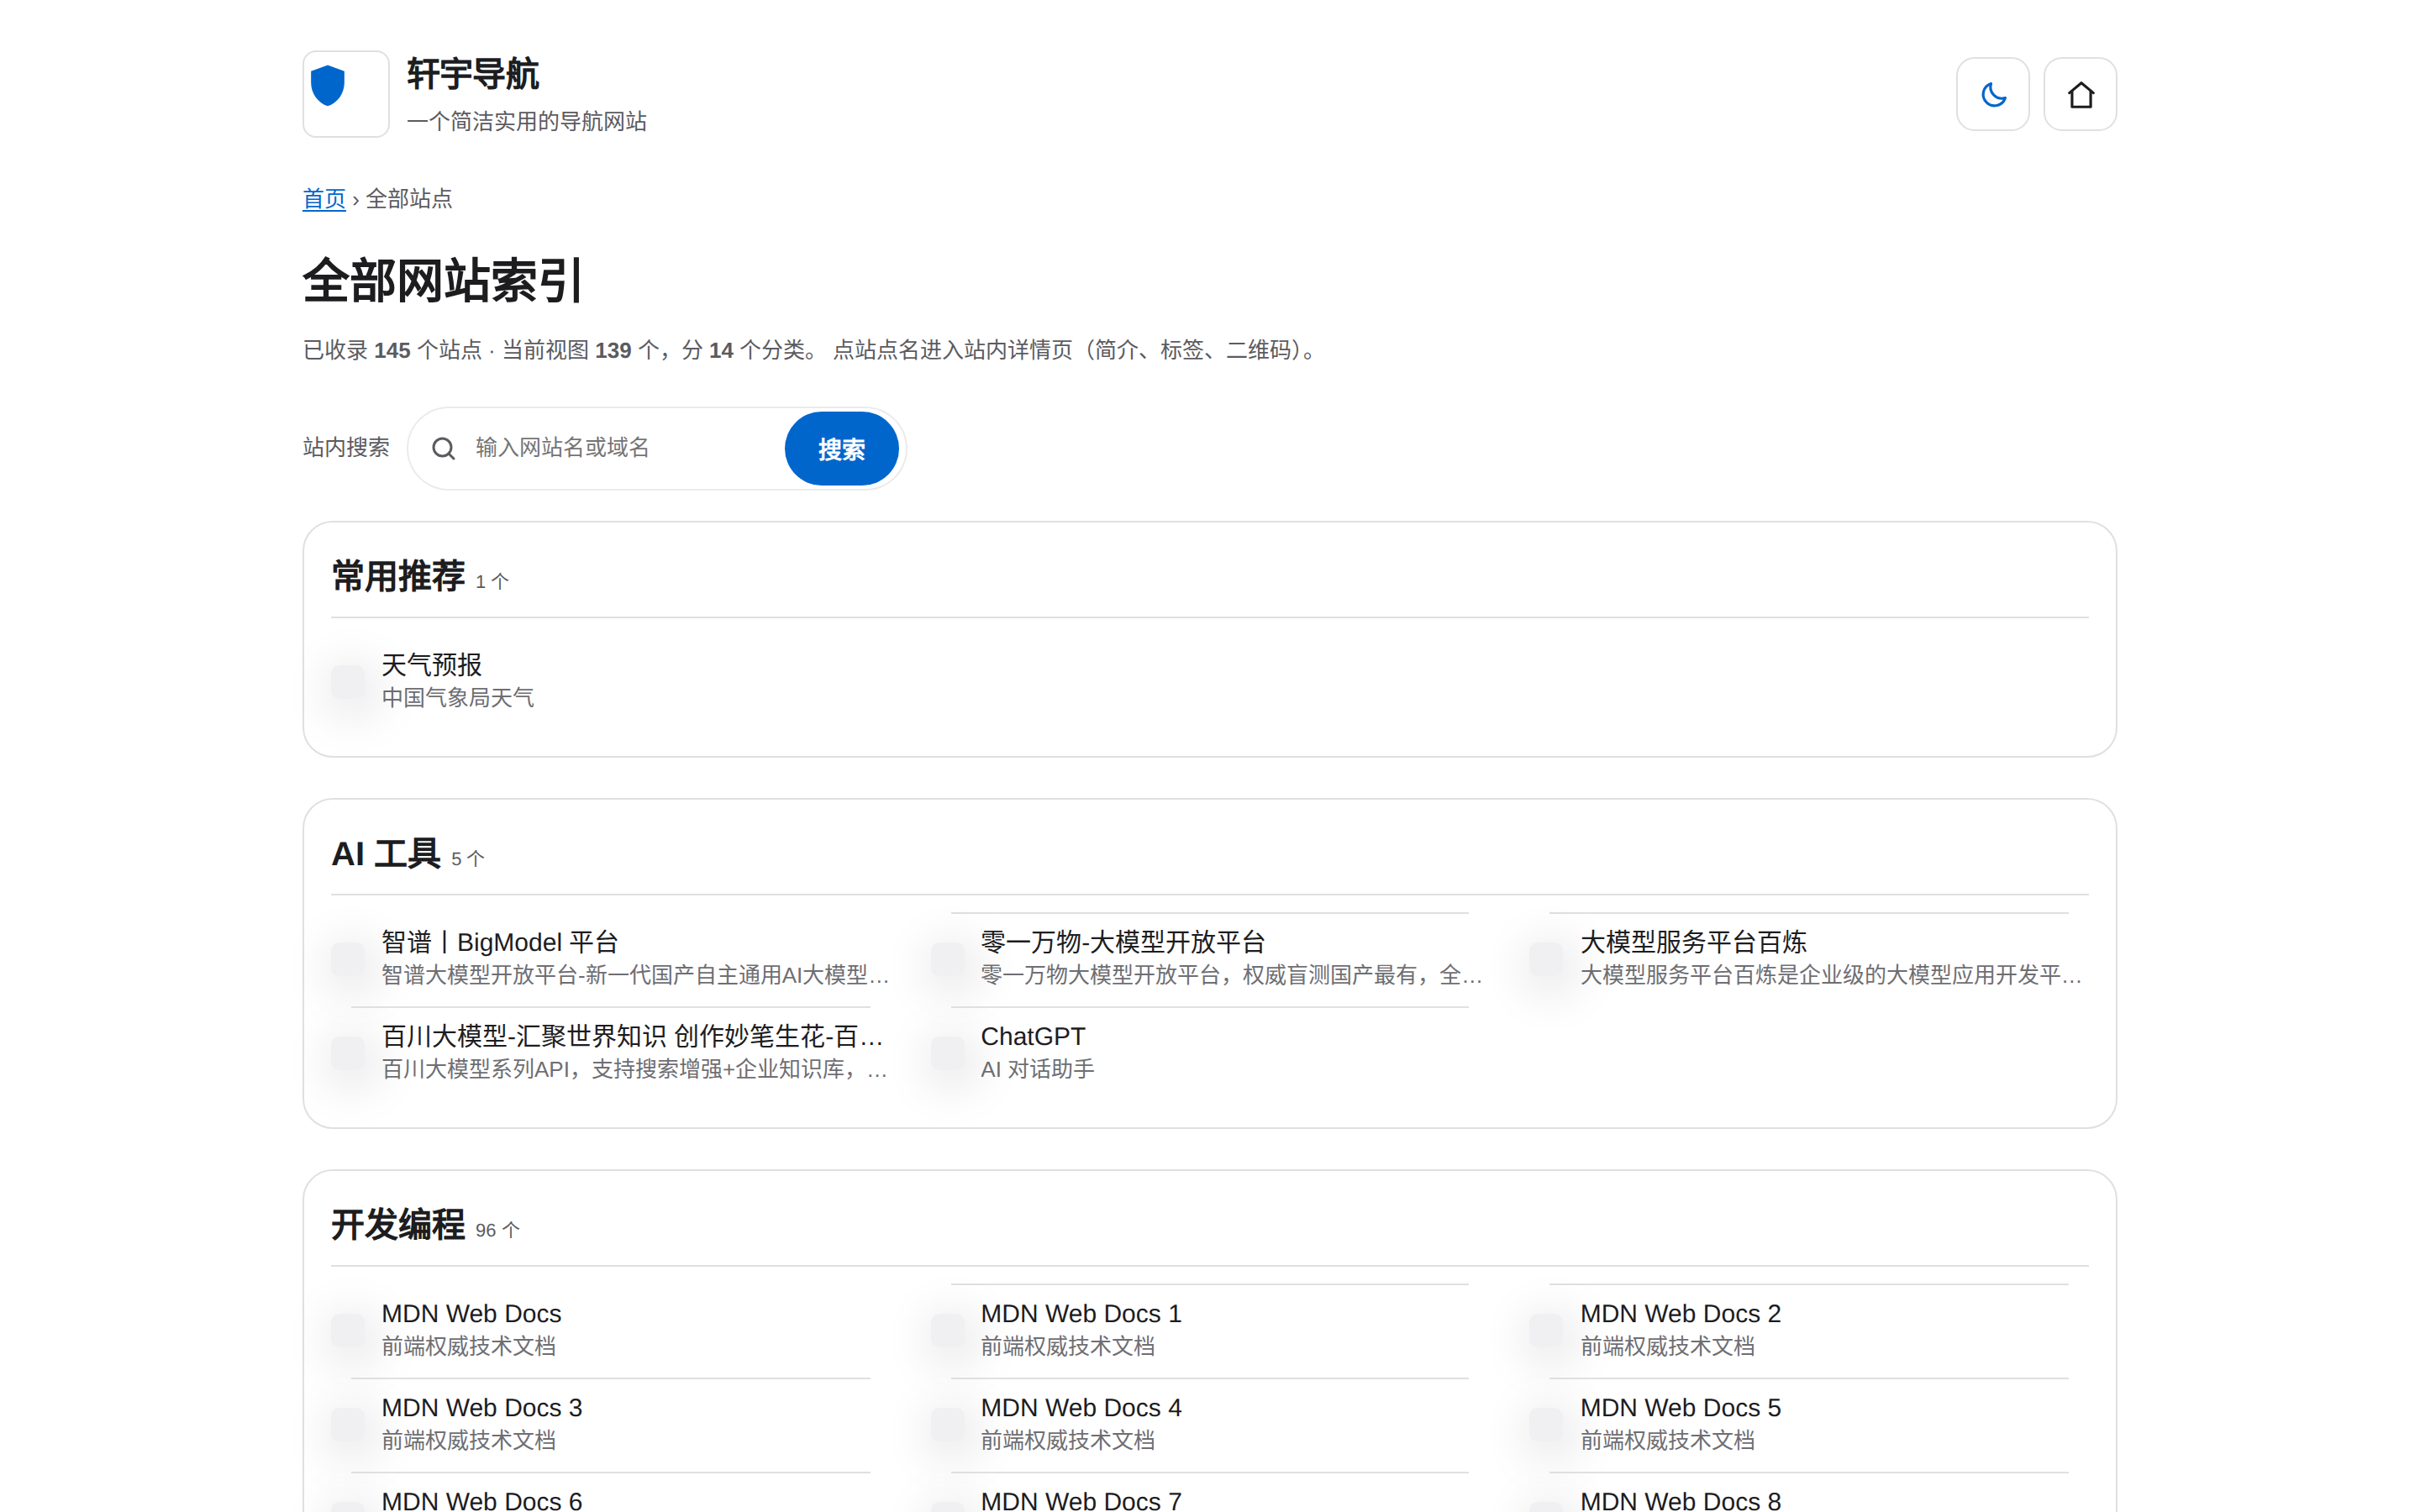 轩宇导航
一个简洁实用的导航网站
首页 › 全部站点
全部网站索引
已收录 145 个站点 · 当前视图 139 个，分 14 个分类。 点站点名进入站内详情页（简介、标签、二维码）。
站内搜索 输入网站名或域名 搜索
常用推荐 1 个
天气预报
中国气象局天气
AI 工具 5 个
智谱丨BigModel 平台
智谱大模型开放平台-新一代国产自主通用AI大模型…
零一万物-大模型开放平台
零一万物大模型开放平台，权威盲测国产最有，全…
大模型服务平台百炼
大模型服务平台百炼是企业级的大模型应用开发平…
百川大模型-汇聚世界知识 创作妙笔生花-百…
百川大模型系列API，支持搜索增强+企业知识库，…
ChatGPT
AI 对话助手
开发编程 96 个
MDN Web Docs
前端权威技术文档
MDN Web Docs 1
前端权威技术文档
MDN Web Docs 2
前端权威技术文档
MDN Web Docs 3
前端权威技术文档
MDN Web Docs 4
前端权威技术文档
MDN Web Docs 5
前端权威技术文档
MDN Web Docs 6
MDN Web Docs 7
MDN Web Docs 8